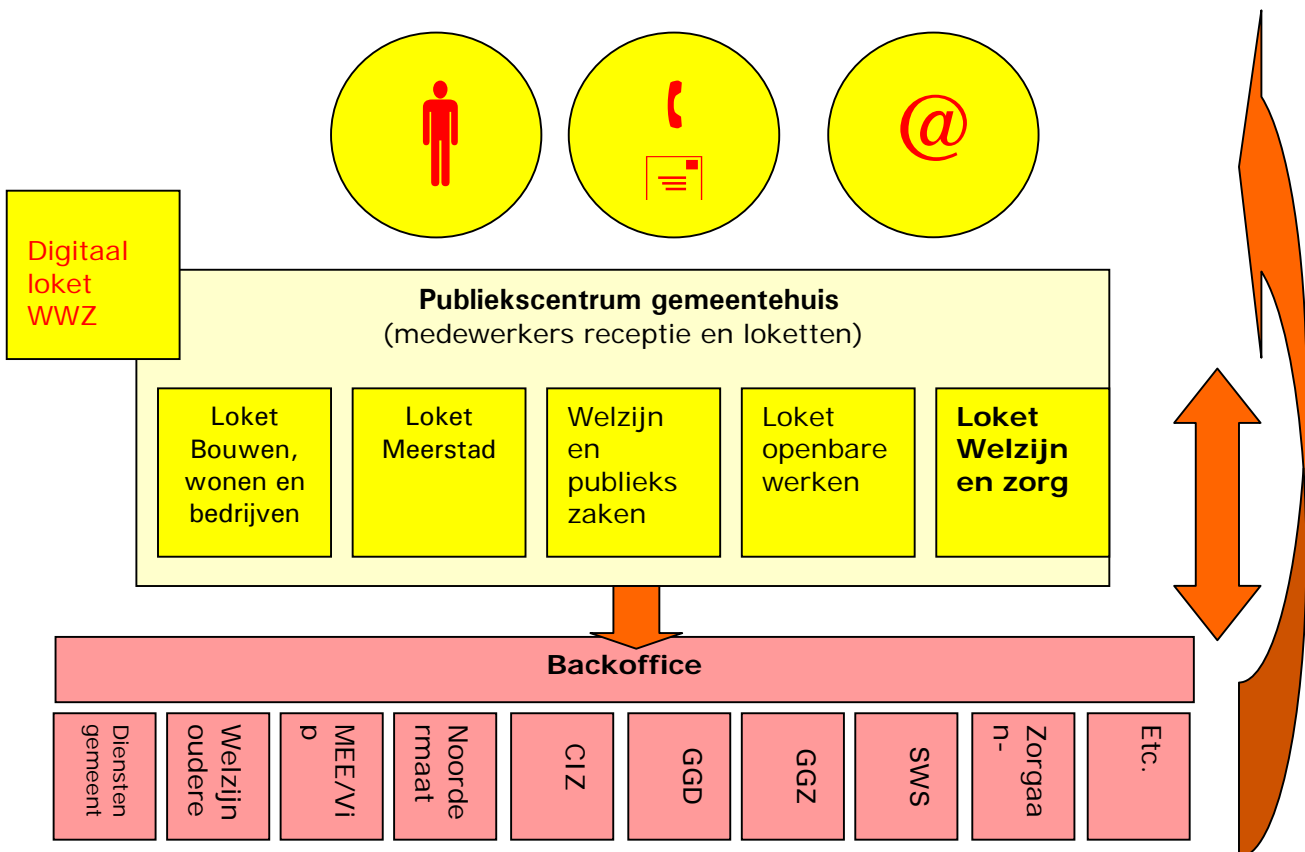 @
Digitaal
loket
WWZ
Publiekscentrum gemeentehuis
(medewerkers receptie en loketten)
Loket
Bouwen,
wonen en
bedrijven
Loket
Meerstad
Welzijn
en
publieks
zaken
Loket
openbare
werken
Loket
Welzijn
en zorg
Backoffice
Diensten
gemeent
Welzijn
oudere
MEE/Vi
p
Noorde
rmaat
CIZ
GGD
GGZ
SWS
Zorgaa
n-
Etc.